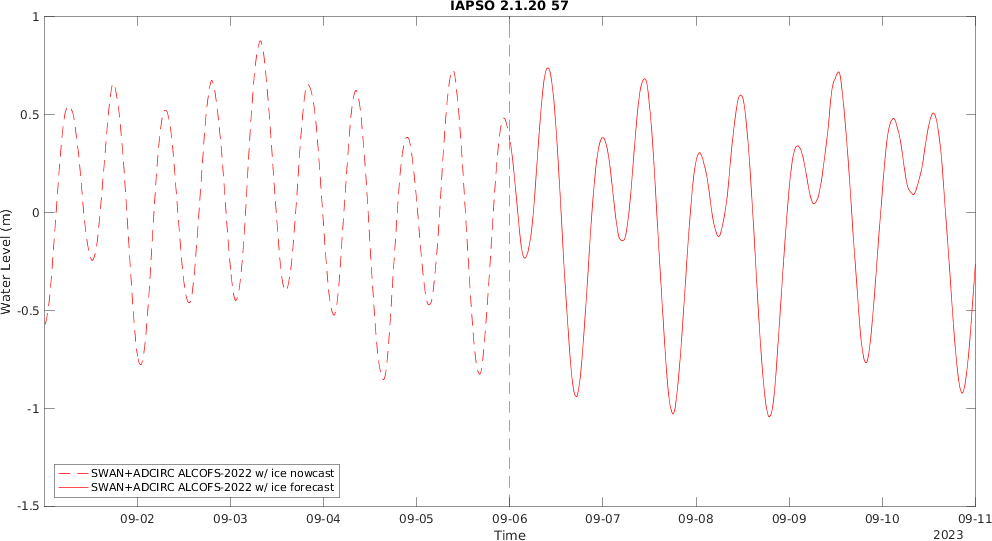 IAPSO 2.1.20 57
1
0.5
0
-0.5
-1
-1.5
Water Level (m)
SWAN+ADCIRC ALCOFS-2022 w/ ice nowcast
SWAN+ADCIRC ALCOFS-2022 w/ ice forecast
09-02 09-03 09-04 09-05 09-06 09-07 09-08 09-09 09-10 09-11
Time
2023